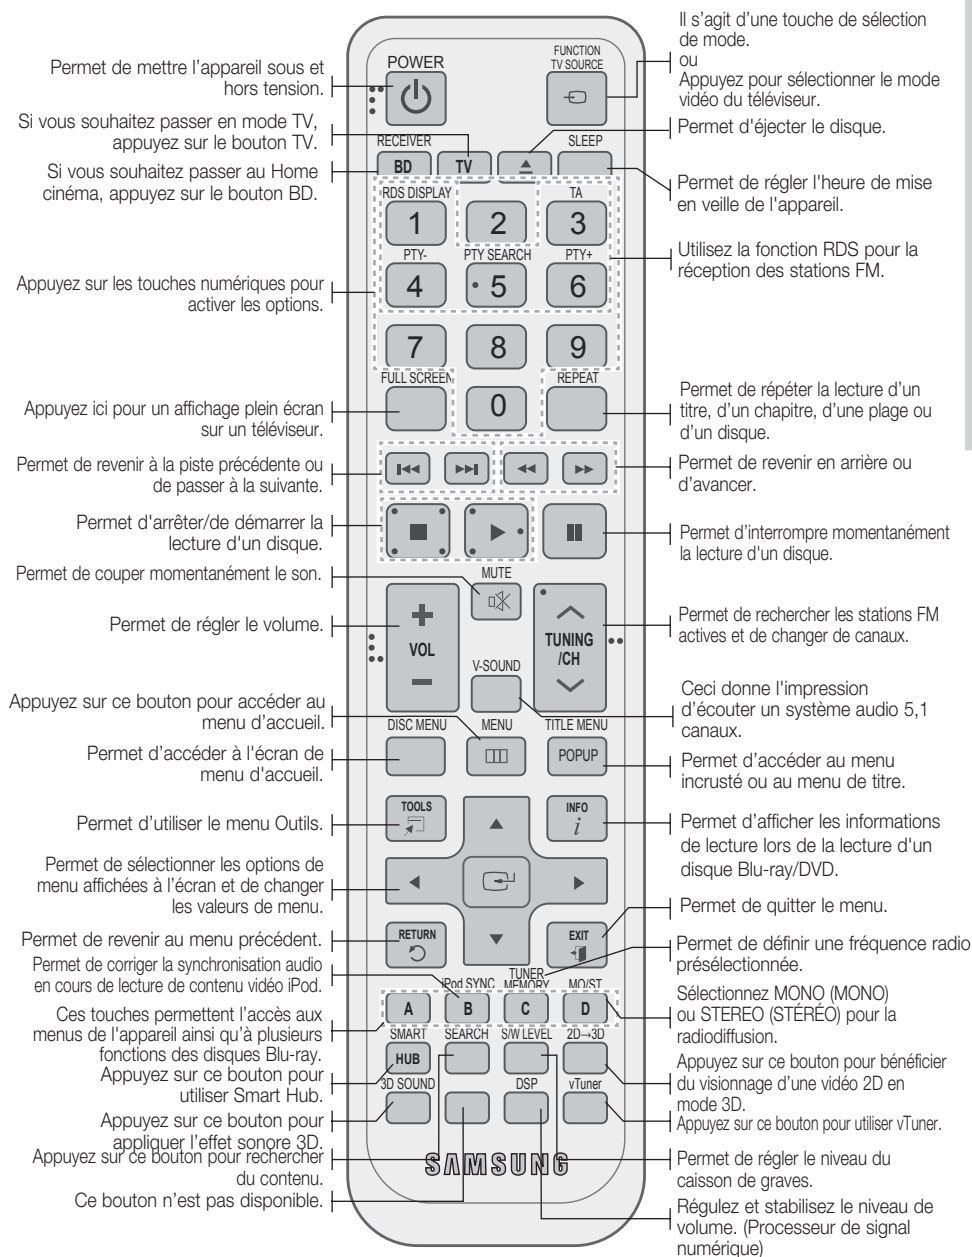 Il s'agit d'une touche de sélection
de mode.
ou
Appuyez pour sélectionner le mode
vidéo du téléviseur.
Permet de mettre l'appareil sous et
hors tension.
POWER
FUNCTION
TV SOURCE
Si vous souhaitez passer en mode TV,
appuyez sur le bouton TV.
Permet d'éjecter le disque.
RECEIVER
SLEEP
BD
TV
Si vous souhaitez passer au Home
cinéma, appuyez sur le bouton BD.
Permet de régler l'heure de mise
en veille de l'appareil.
RDS DISPLAY
TA
1
2
3
Utilisez la fonction RDS pour la
réception des stations FM.
PTY-
PTY SEARCH
PTY+
4
5
6
Appuyez sur les touches numériques pour
activer les options.
7
8
9
FULL SCREEN
REPEAT
0
Appuyez ici pour un affichage plein écran
sur un téléviseur.
Permet de répéter la lecture d'un
titre, d'un chapitre, d'une plage ou
d'un disque.
Permet de revenir à la piste précédente ou
de passer à la suivante.
Permet de revenir en arrière ou
d'avancer.
Permet d'arrêter/de démarrer la
lecture d'un disque.
Permet d'interrompre momentanément
la lecture d'un disque.
Permet de couper momentanément le son.
MUTE
Permet de régler le volume.
VOL
TUNING
/CH
Permet de rechercher les stations FM
actives et de changer de canaux.
V-SOUND
Appuyez sur ce bouton pour accéder au
menu d'accueil.
Ceci donne l'impression
d'écouter un système audio 5,1
canaux.
DISC MENU
MENU
TITLE MENU
POPUP
Permet d'accéder à l'écran de
menu d'accueil.
Permet d'accéder au menu
incrusté ou au menu de titre.
TOOLS
INFO
i
Permet d'utiliser le menu Outils.
Permet d'afficher les informations
de lecture lors de la lecture d'un
disque Blu-ray/DVD.
Permet de sélectionner les options de
menu affichées à l'écran et de changer
les valeurs de menu.
Permet de quitter le menu.
RETURN
EXIT
Permet de revenir au menu précédent.
Permet de définir une fréquence radio
présélectionnée.
Permet de corriger la synchronisation audio
en cours de lecture de contenu vidéo iPod.
iPod SYNC
TUNER
MEMORY
MO/ST
A
B
C
D
Sélectionnez MONO (MONO)
ou STEREO (STÉRÉO) pour la
radiodiffusion.
Ces touches permettent l'accès aux
menus de l'appareil ainsi qu'à plusieurs
fonctions des disques Blu-ray.
SMART
SEARCH
S/W LEVEL
2D→3D
HUB
Appuyez sur ce bouton pour
utiliser Smart Hub.
Appuyez sur ce bouton pour bénéficier
du visionnage d'une vidéo 2D en
mode 3D.
3D SOUND
DSP
vTuner
Appuyez sur ce bouton pour
appliquer l'effet sonore 3D.
Appuyez sur ce bouton pour utiliser vTuner.
Appuyez sur ce bouton pour rechercher
du contenu.
SAMSUNG
Permet de régler le niveau du
caisson de graves.
Ce bouton n'est pas disponible.
Régulez et stabilisez le niveau de
volume. (Processeur de signal
numérique)